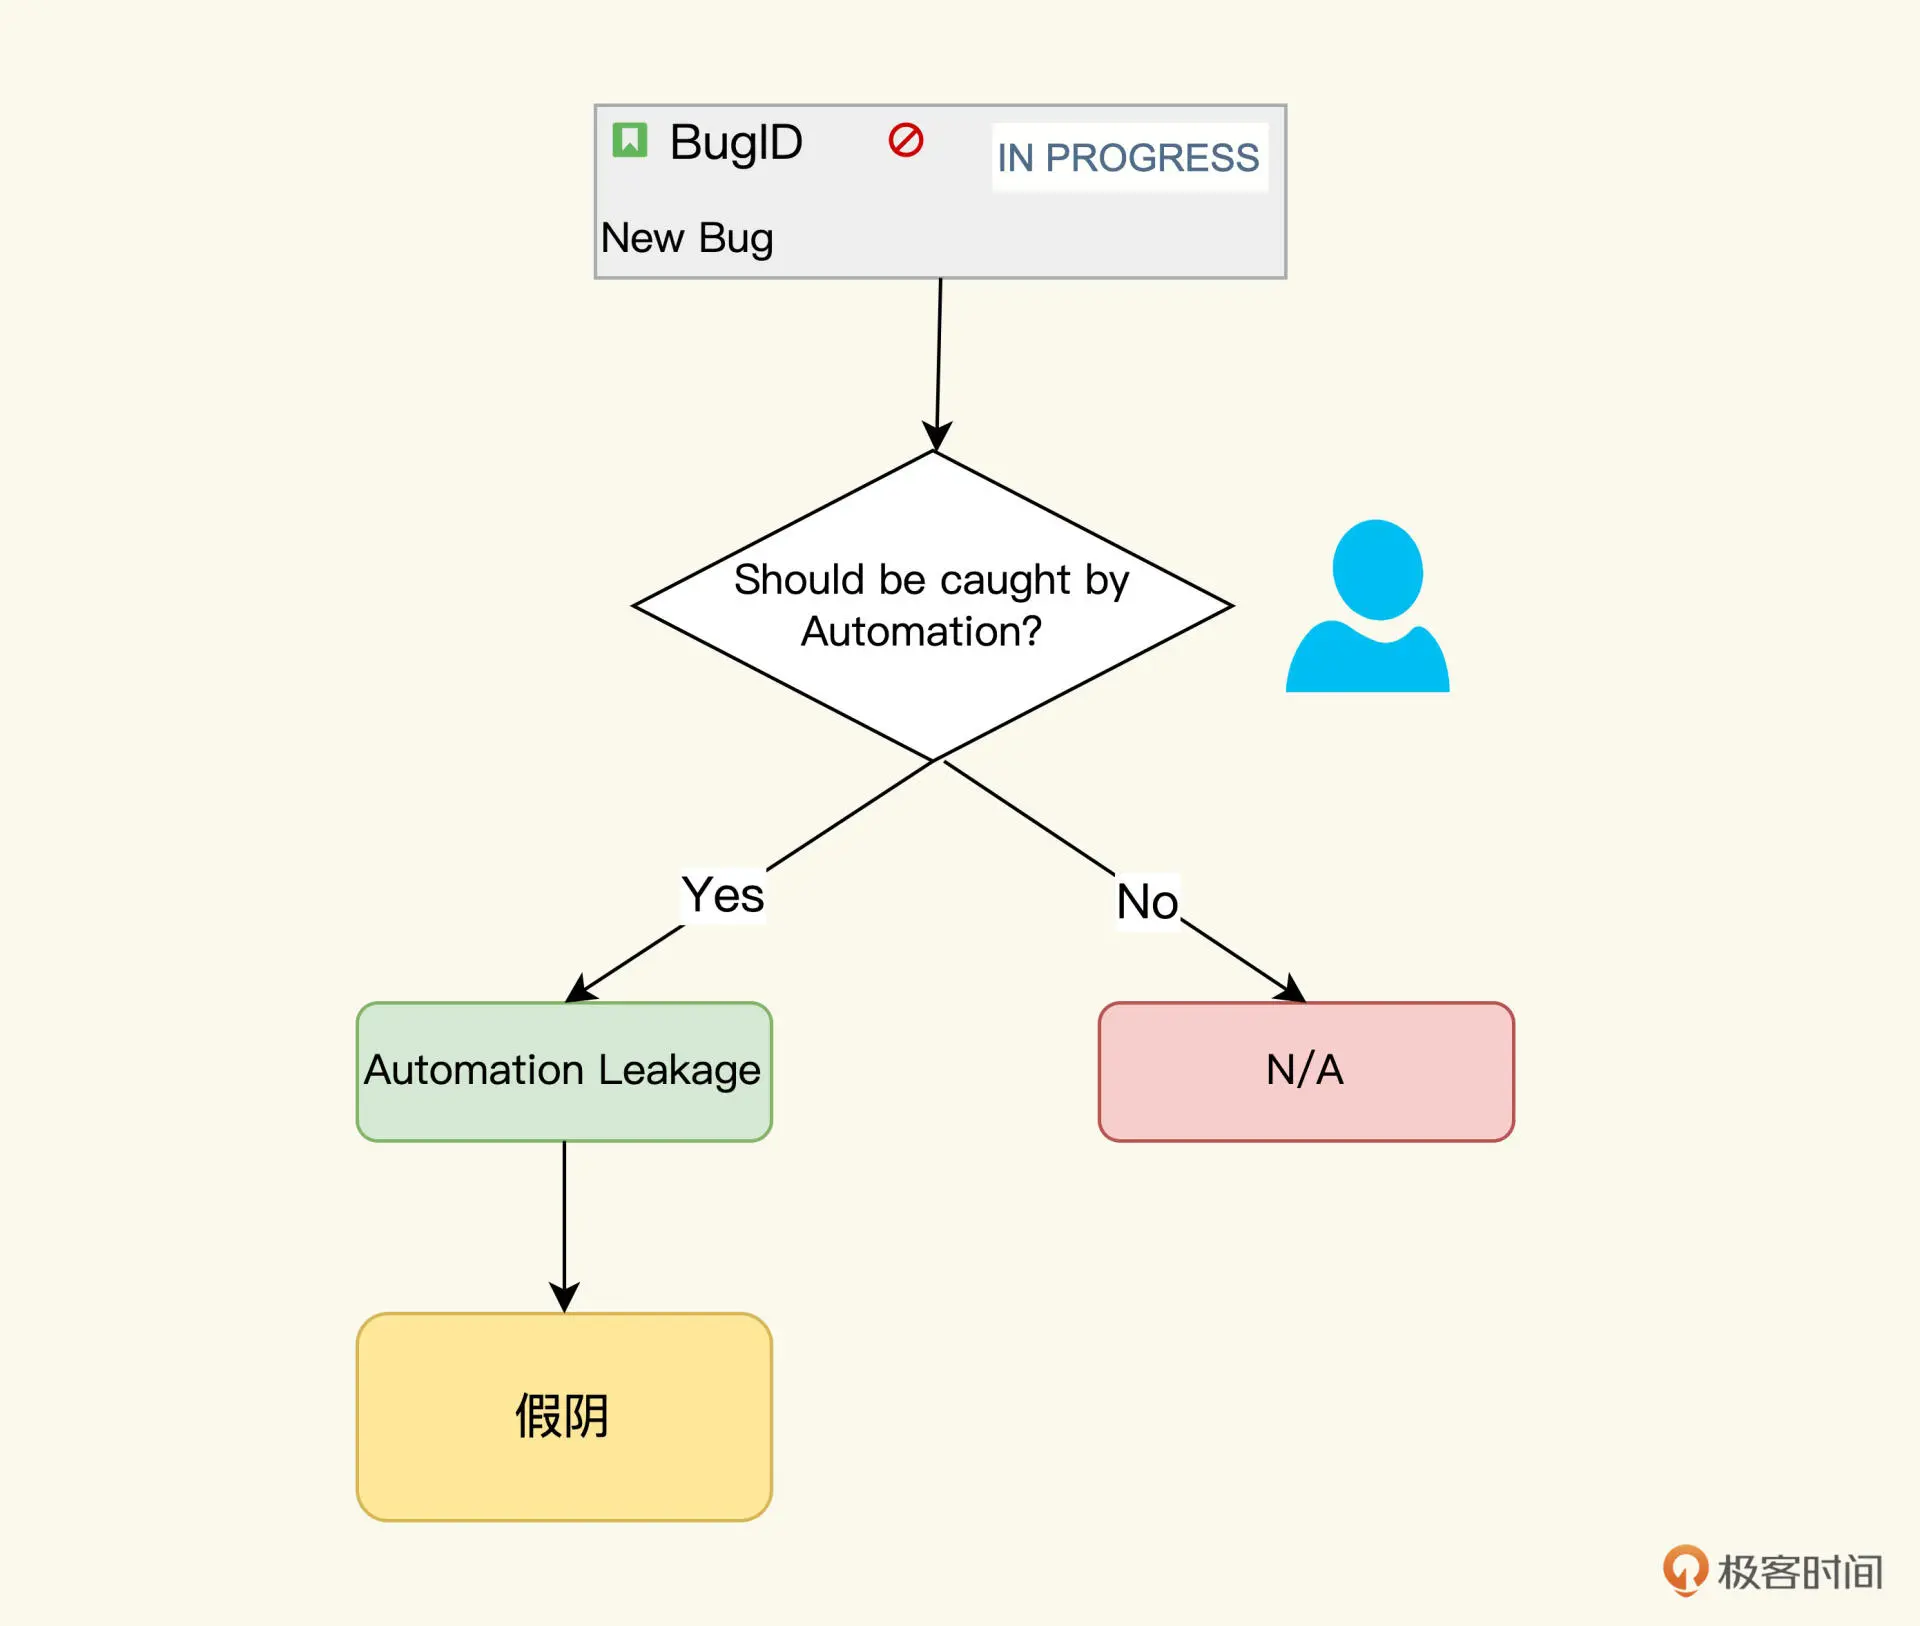 BugID
IN PROGRESS
New Bug
Should be caught by
Automation?
Yes
No
Automation Leakage
N/A
假阴
极客时间